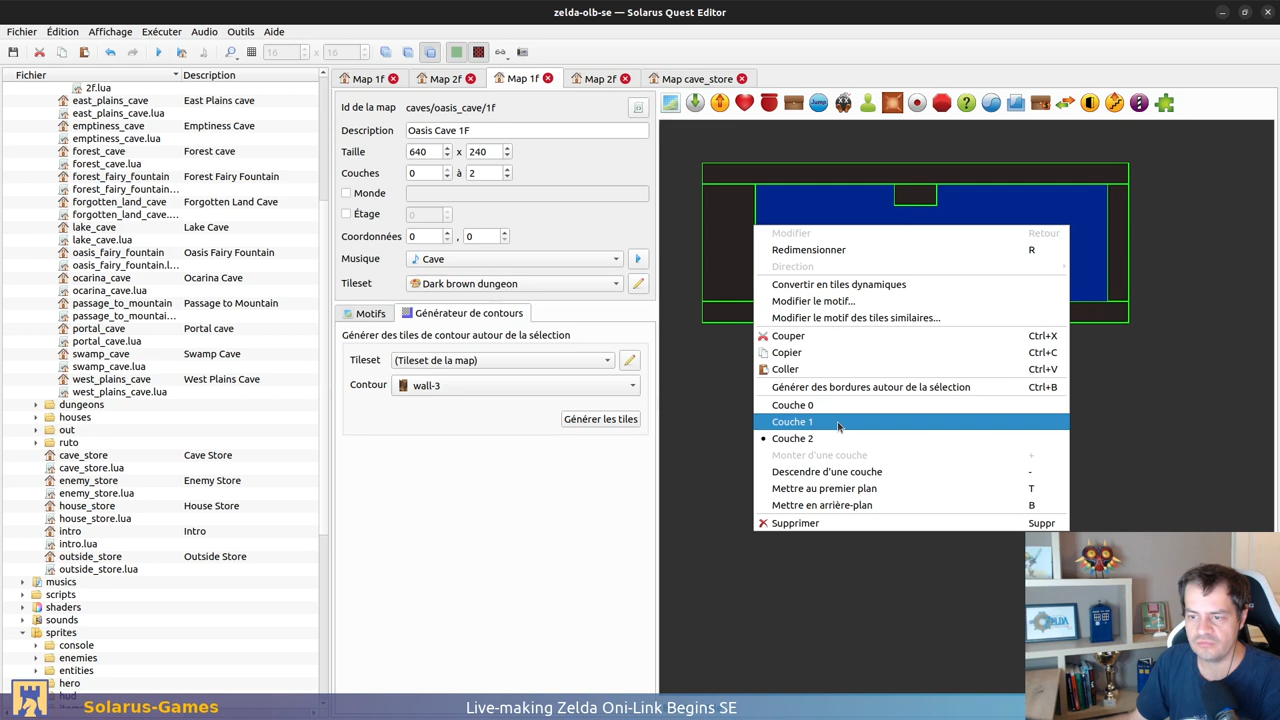 zelda-olb-se — Solarus Quest Editor
Fichier Édition Affichage Exécuter Audio Outils Aide
16 x 16
Fichier Description
2f.lua
east_plains_cave East Plains cave
east_plains_cave.lua
emptiness_cave Emptiness Cave
emptiness_cave.lua
forest_cave Forest cave
forest_cave.lua
forest_fairy_fountain Forest Fairy Fountain
forest_fairy_fountain...
forgotten_land_cave Forgotten Land Cave
forgotten_land_cave...
lake_cave Lake Cave
lake_cave.lua
oasis_fairy_fountain Oasis Fairy Fountain
oasis_fairy_fountain.l...
ocarina_cave Ocarina Cave
ocarina_cave.lua
passage_to_mountain Passage to Mountain
passage_to_mountain...
portal_cave Portal cave
portal_cave.lua
swamp_cave Swamp Cave
swamp_cave.lua
west_plains_cave West Plains Cave
west_plains_cave.lua
dungeons
houses
out
ruto
cave_store Cave Store
cave_store.lua
enemy_store Enemy Store
enemy_store.lua
house_store House Store
house_store.lua
intro Intro
intro.lua
outside_store Outside Store
outside_store.lua
musics
scripts
shaders
sounds
sprites
console
enemies
entities
hero
hud
Map 1f Map 2f Map 1f Map 2f Map cave_store
Id de la map caves/oasis_cave/1f
Description Oasis Cave 1F
Taille 640 x 240
Couches 0 à 2
Monde
Étage 0
Coordonnées 0 , 0
Musique Cave
Tileset Dark brown dungeon
Motifs Générateur de contours
Générer des tiles de contour autour de la sélection
Tileset (Tileset de la map)
Contour wall-3
Générer les tiles
Jump
Modifier Retour
Redimensionner R
Direction
Convertir en tiles dynamiques
Modifier le motif...
Modifier le motif des tiles similaires...
Couper Ctrl+X
Copier Ctrl+C
Coller Ctrl+V
Générer des bordures autour de la sélection Ctrl+B
Couche 0
Couche 1
Couche 2
Monter d'une couche +
Descendre d'une couche -
Mettre au premier plan T
Mettre en arrière-plan B
Supprimer Suppr
Solarus-Games
Live-making Zelda Oni-Link Begins SE